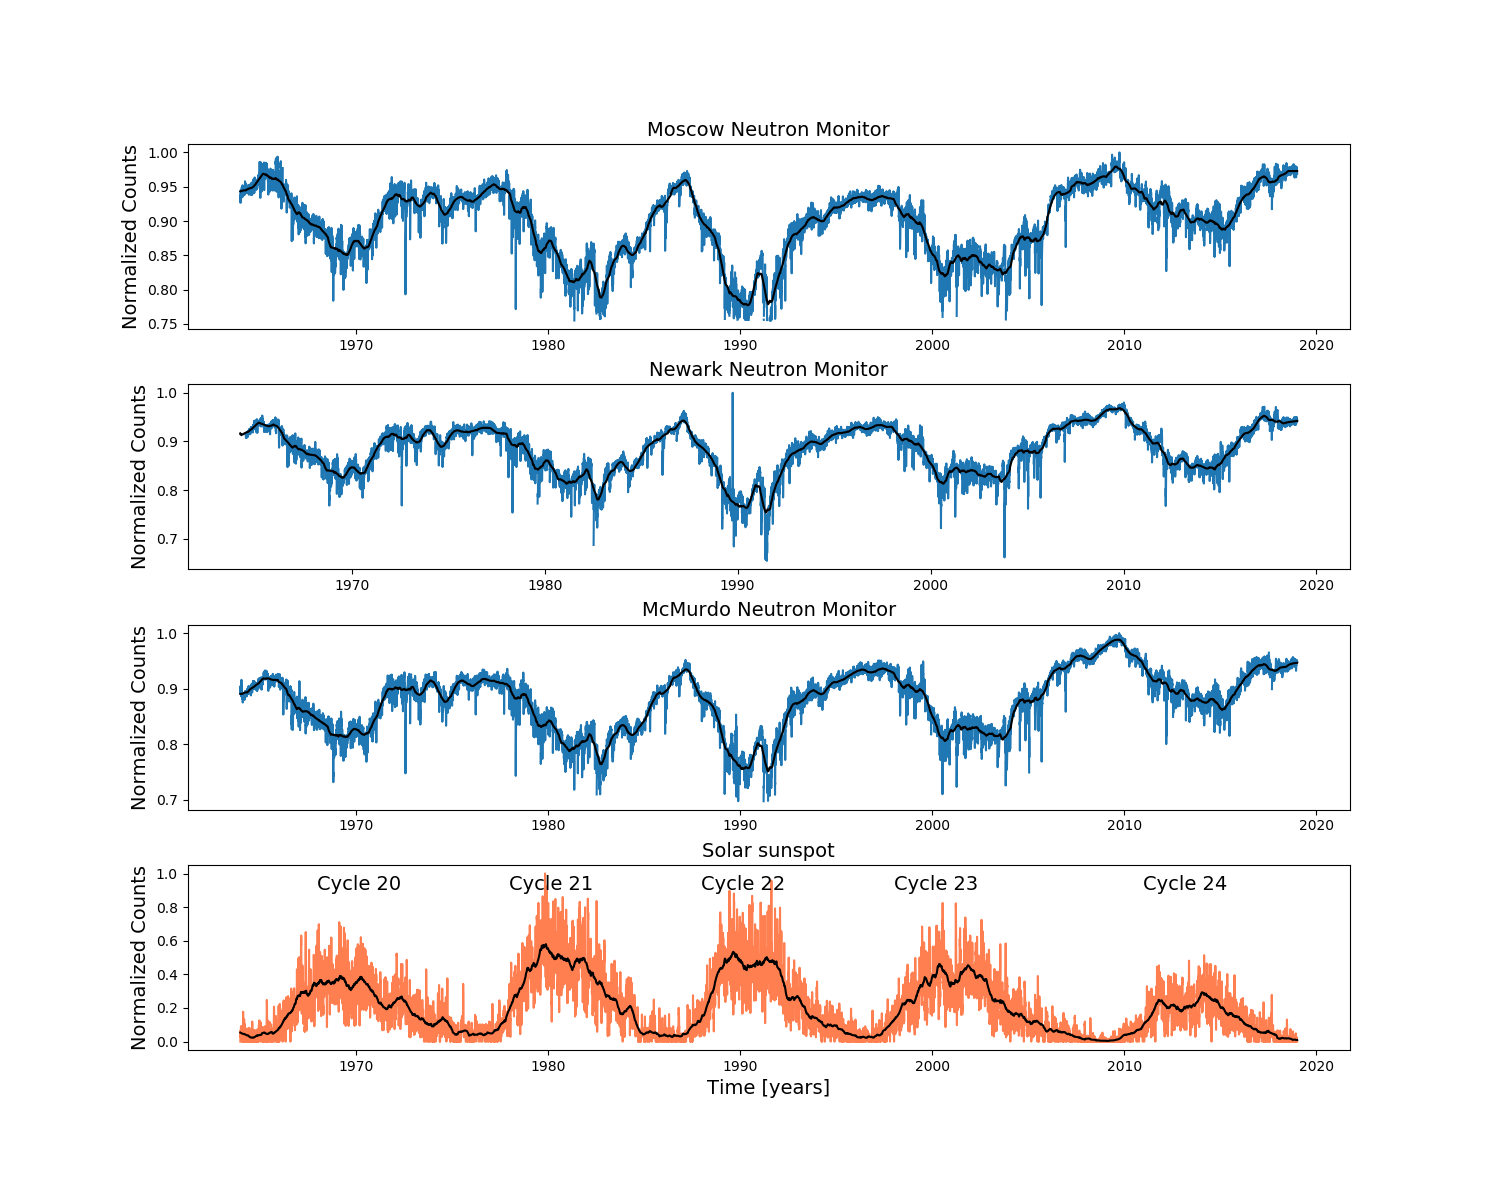 Moscow Neutron Monitor
Normalized Counts
1.00
0.95
0.90
0.85
0.80
0.75
1970 1980 1990 2000 2010 2020
Newark Neutron Monitor
Normalized Counts
1.0
0.9
0.8
0.7
1970 1980 1990 2000 2010 2020
McMurdo Neutron Monitor
Normalized Counts
1.0
0.9
0.8
0.7
1970 1980 1990 2000 2010 2020
Solar sunspot
Normalized Counts
1.0
0.8
0.6
0.4
0.2
0.0
Cycle 20 Cycle 21 Cycle 22 Cycle 23 Cycle 24
1970 1980 1990 2000 2010 2020
Time [years]